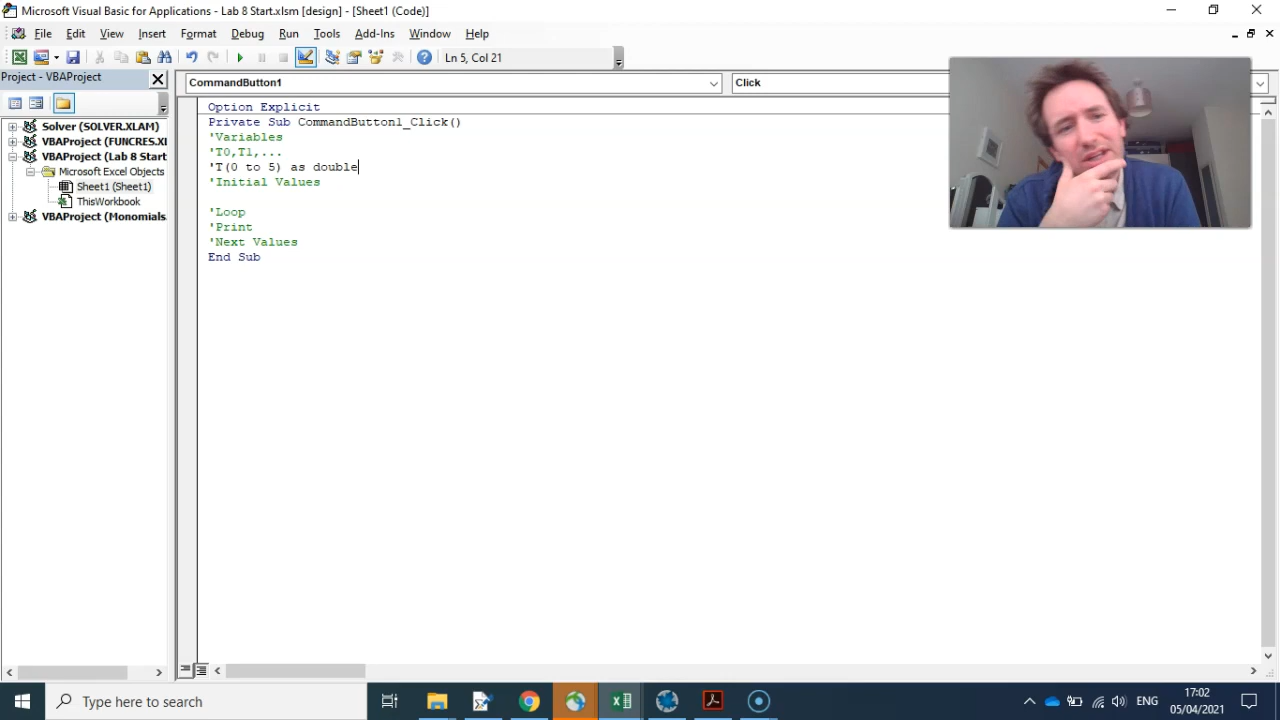 Microsoft Visual Basic for Applications - Lab 8 Start.xlsm [design] - [Sheet1 (Code)]
File Edit View Insert Format Debug Run Tools Add-Ins Window Help
Ln 5, Col 21
Project - VBAProject
CommandButton1
Click
Solver (SOLVER.XLAM)
VBAProject (FUNCRES.XL
VBAProject (Lab 8 Start
Microsoft Excel Objects
Sheet1 (Sheet1)
ThisWorkbook
VBAProject (Monomials.
Option Explicit
Private Sub CommandButton1_Click()
'Variables
'T0,T1,...
'T(0 to 5) as double
'Initial Values
'Loop
'Print
'Next Values
End Sub
Type here to search
ENG
17:02
05/04/2021